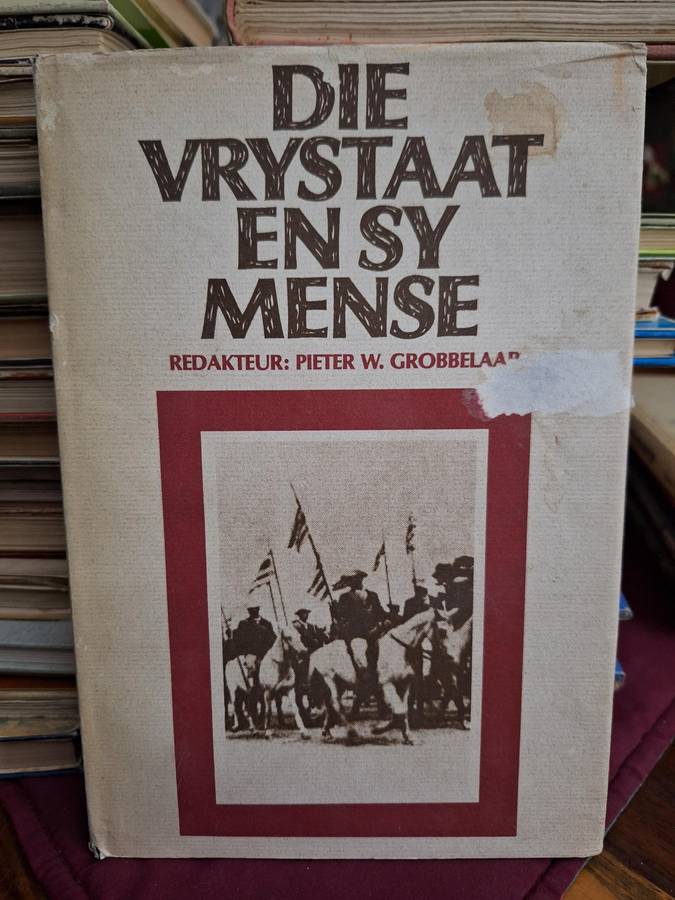 DIE
VRYSTAAT
EN SY
MENSE
REDAKTEUR: PIETER W. GROBBELAAR